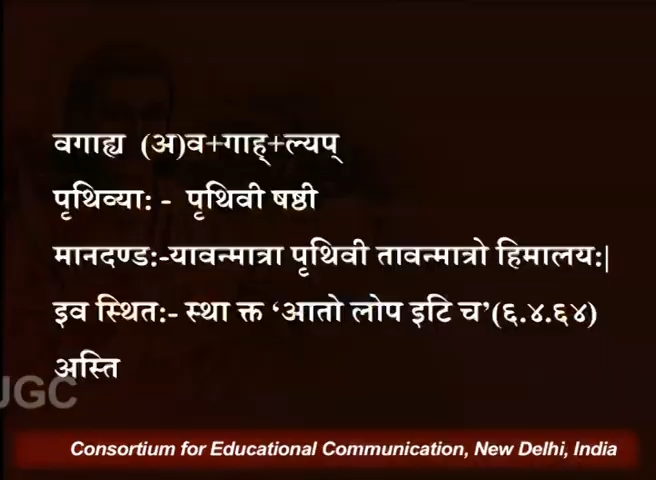 वगाह्य (अ)व+गाह्+ल्यप्
पृथिव्या: - पृथिवी षष्ठी
मानदण्ड:-यावन्मात्रा पृथिवी तावन्मात्रो हिमालय:|
इव स्थित:- स्था क्त ‘आतो लोप इटि च’(६.४.६४)
अस्ति
UGC
Consortium for Educational Communication, New Delhi, India